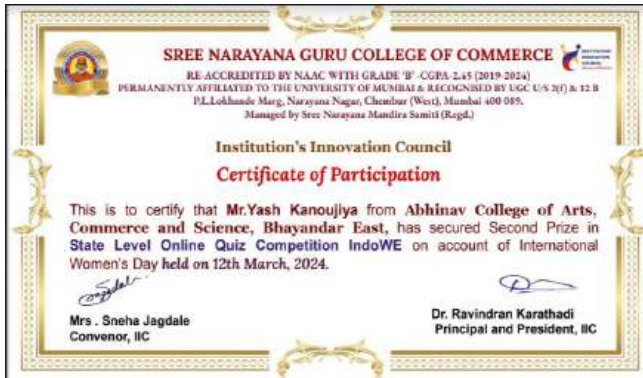 SREE NARAYANA GURU COLLEGE OF COMMERCE
RE-ACCREDITED BY NAAC WITH GRADE 'B' -CGPA-2.45 (2019-2024)
PERMANENTLY AFFILIATED TO THE UNIVERSITY OF MUMBAI & RECOGNISED BY UGC U/S 2(f) & 12 B
P.L.Lokhande Marg, Narayana Nagar, Chembur (West), Mumbai 400 089.
Managed by Sree Narayana Mandira Samiti (Regd.)
INSTITUTION'S
INNOVATION
COUNCIL
Institution's Innovation Council
Certificate of Participation
This is to certify that Mr.Yash Kanoujiya from Abhinav College of Arts,
Commerce and Science, Bhayandar East, has secured Second Prize in
State Level Online Quiz Competition IndoWE on account of International
Women's Day held on 12th March, 2024.
Mrs . Sneha Jagdale
Convenor, IIC
Dr. Ravindran Karathadi
Principal and President, IIC